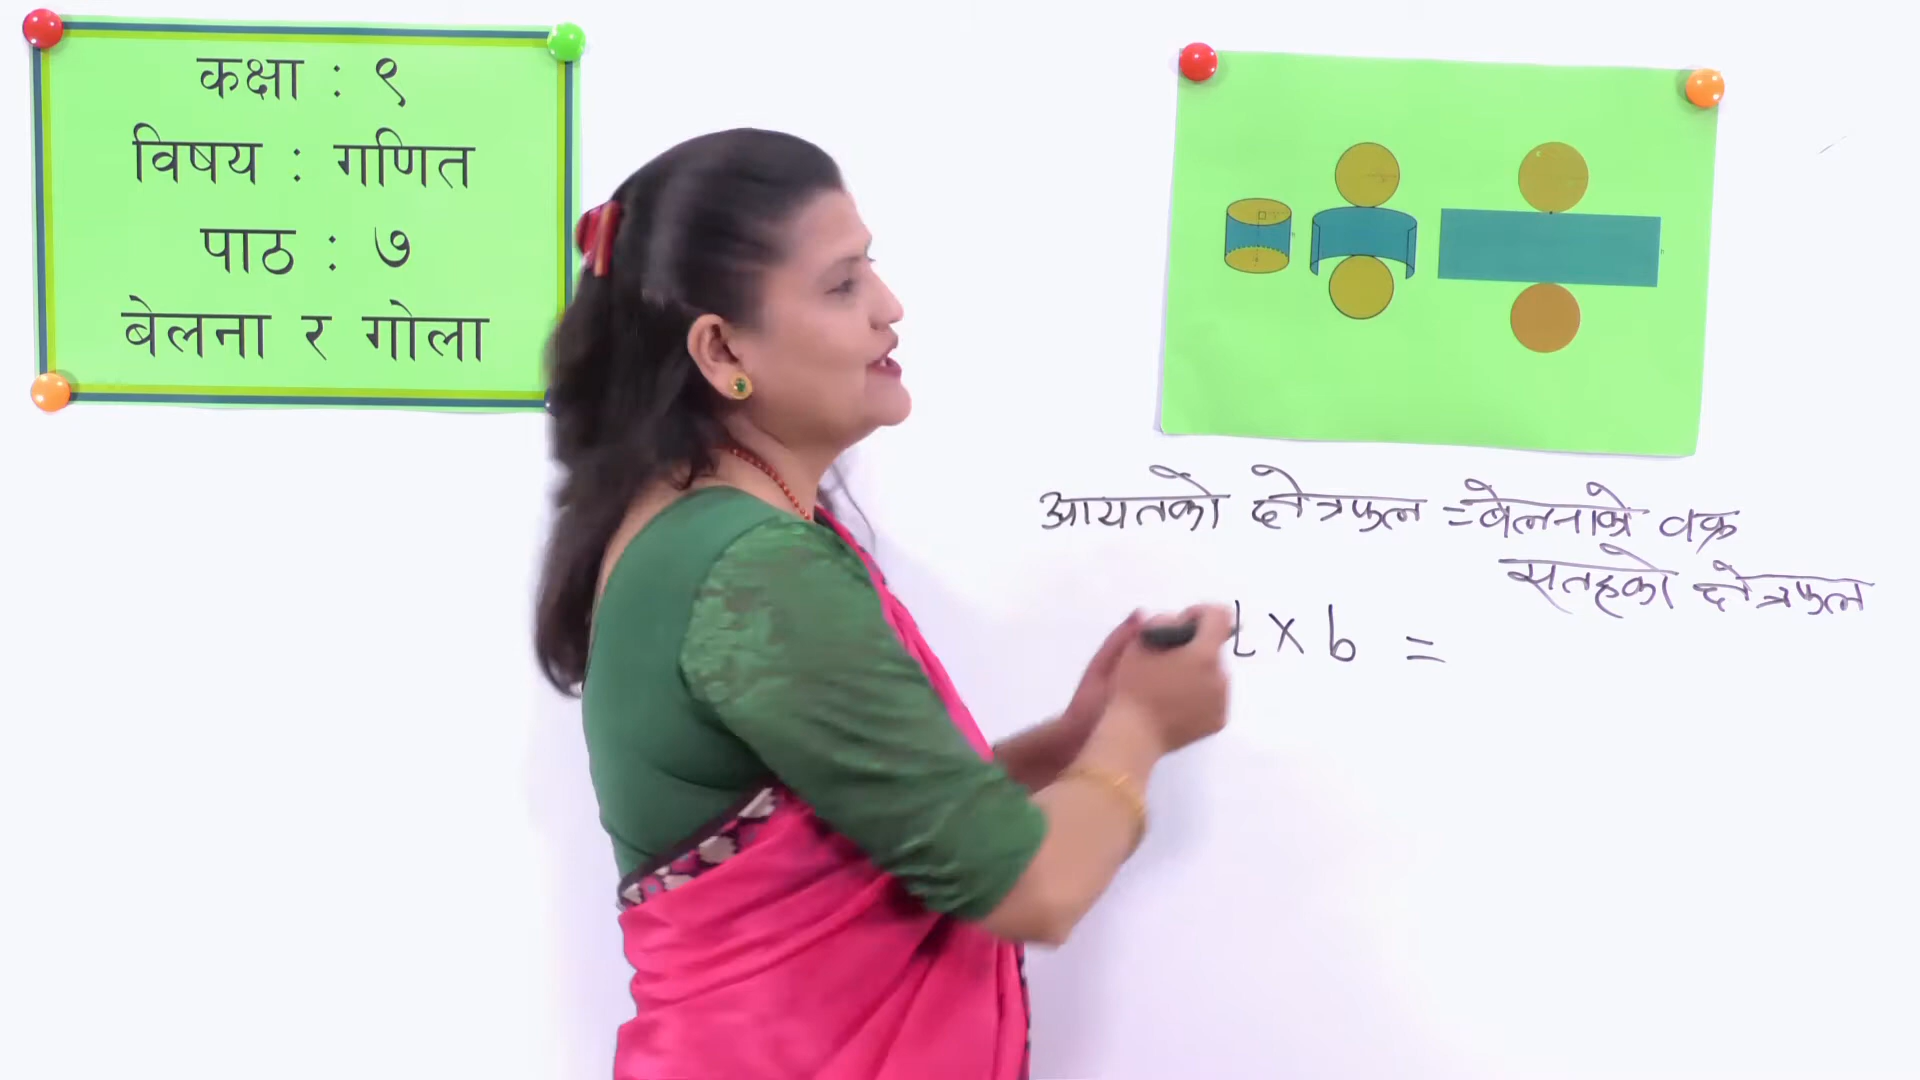 कक्षा : ९
विषय : गणित
पाठ : ७
बेलना र गोला
आयतको क्षेत्रफल = बेलनाको वक्र
सतहको क्षेत्रफल
l × b =